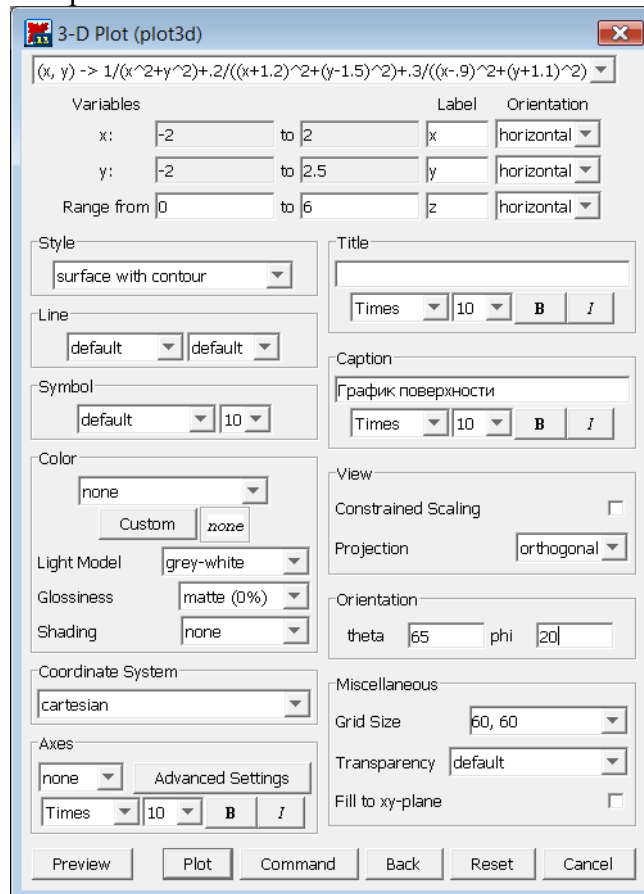 3-D Plot (plot3d)
(x, y) -> 1/(x^2+y^2)+.2/((x+1.2)^2+(y-1.5)^2)+.3/((x-.9)^2+(y+1.1)^2)
Variables Label Orientation
x: -2 to 2 x horizontal
y: -2 to 2.5 y horizontal
Range from 0 to 6 z horizontal
Style
surface with contour
Line
default default
Symbol
default 10
Color
none
Custom none
Light Model grey-white
Glossiness matte (0%)
Shading none
Coordinate System
cartesian
Axes
none Advanced Settings
Times 10 B I
Title
Times 10 B I
Caption
График поверхности
Times 10 B I
View
Constrained Scaling
Projection orthogonal
Orientation
theta 65 phi 20
Miscellaneous
Grid Size 60, 60
Transparency default
Fill to xy-plane
Preview Plot Command Back Reset Cancel